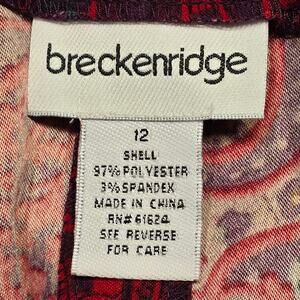 breckenridge
12
SHELL
97% POLYESTER
3% SPANDEX
MADE IN CHINA
RN# 61624
SEE REVERSE
FOR CARE